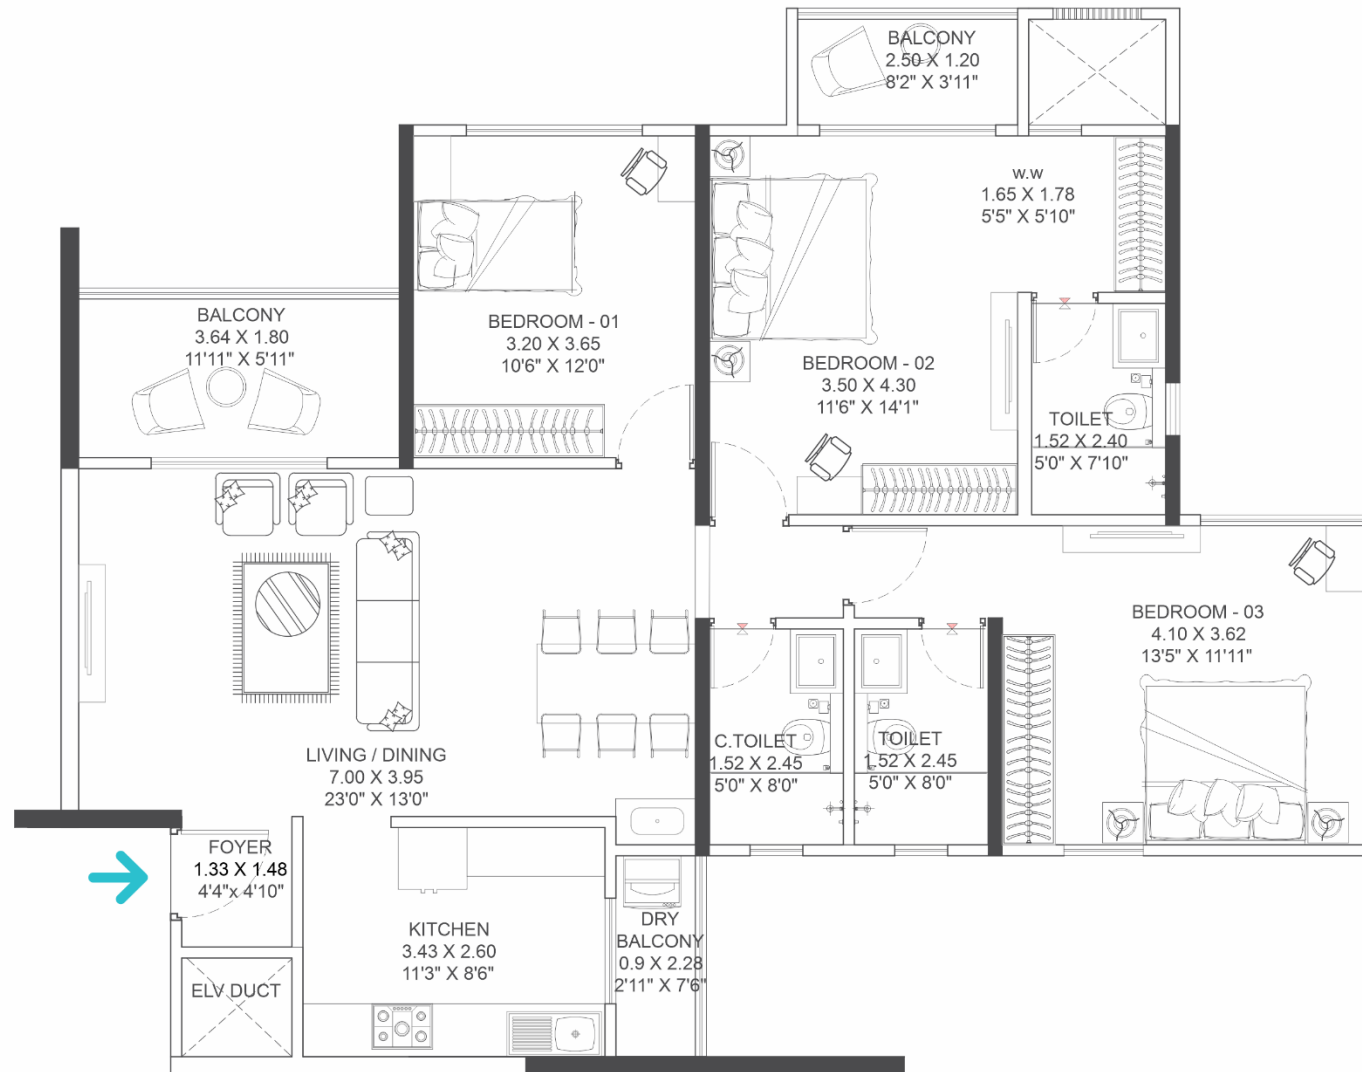 BALCONY
2.50 X 1.20
8'2" X 3'11"
w.w
1.65 X 1.78
5'5" X 5'10"
BALCONY
3.64 X 1.80
11'11" X 5'11"
BEDROOM - 01
3.20 X 3.65
10'6" X 12'0"
BEDROOM - 02
3.50 X 4.30
11'6" X 14'1"
TOILET
1.52 X 2.40
5'0" X 7'10"
BEDROOM - 03
4.10 X 3.62
13'5" X 11'11"
LIVING / DINING
7.00 X 3.95
23'0" X 13'0"
C.TOILET
1.52 X 2.45
5'0" X 8'0"
TOILET
1.52 X 2.45
5'0" X 8'0"
FOYER
1.33 X 1.48
4'4"x 4'10"
KITCHEN
3.43 X 2.60
11'3" X 8'6"
DRY
BALCONY
0.9 X 2.28
2'11" X 7'6"
ELV DUCT